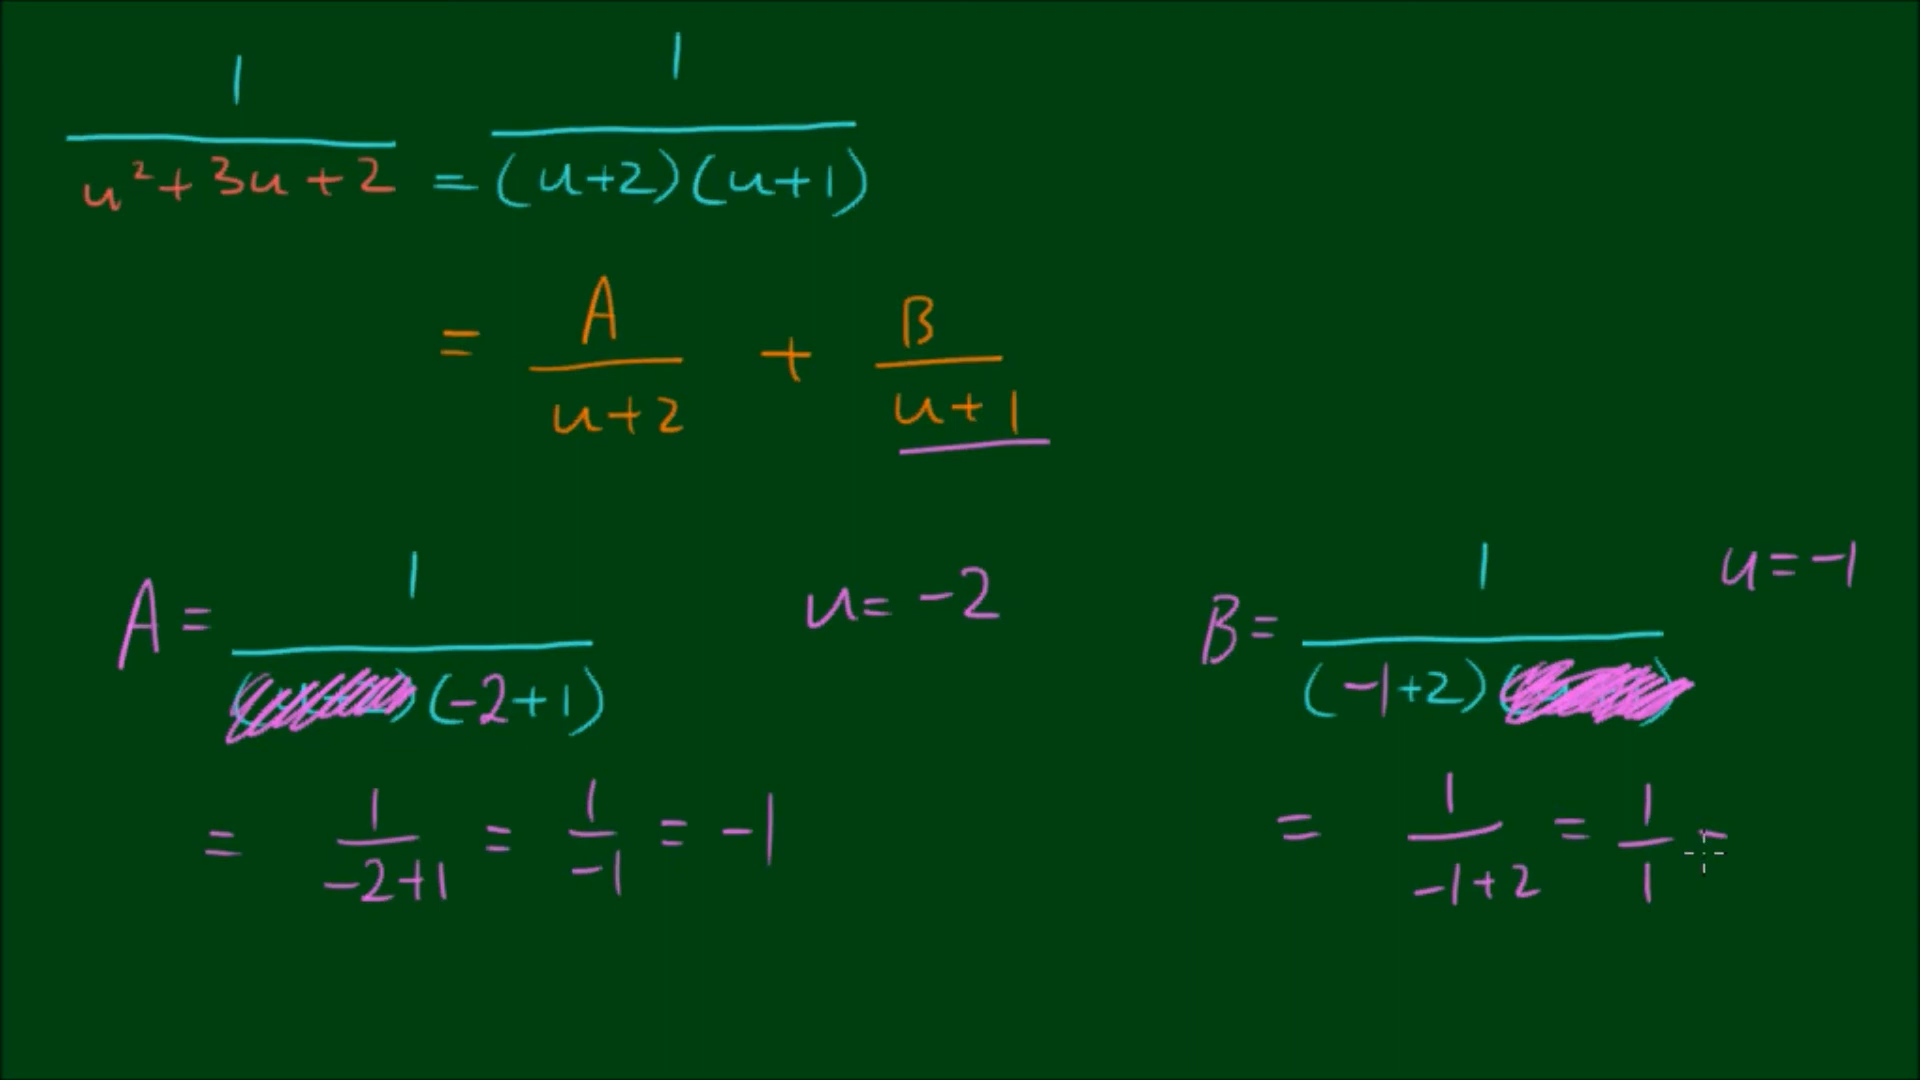 1/(u²+3u+2) = 1/((u+2)(u+1))
= A/(u+2) + B/(u+1)
A = 1/((-2+1)) u = -2
= 1/(-2+1) = 1/-1 = -1
B = 1/((-1+2)) u = -1
= 1/(-1+2) = 1/1 =